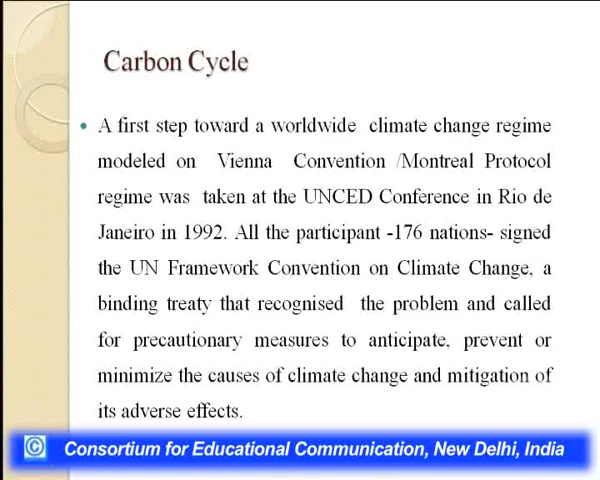 Carbon Cycle
• A first step toward a worldwide climate change regime
modeled on Vienna Convention /Montreal Protocol
regime was taken at the UNCED Conference in Rio de
Janeiro in 1992. All the participant -176 nations- signed
the UN Framework Convention on Climate Change, a
binding treaty that recognised the problem and called
for precautionary measures to anticipate, prevent or
minimize the causes of climate change and mitigation of
its adverse effects.
© Consortium for Educational Communication, New Delhi, India